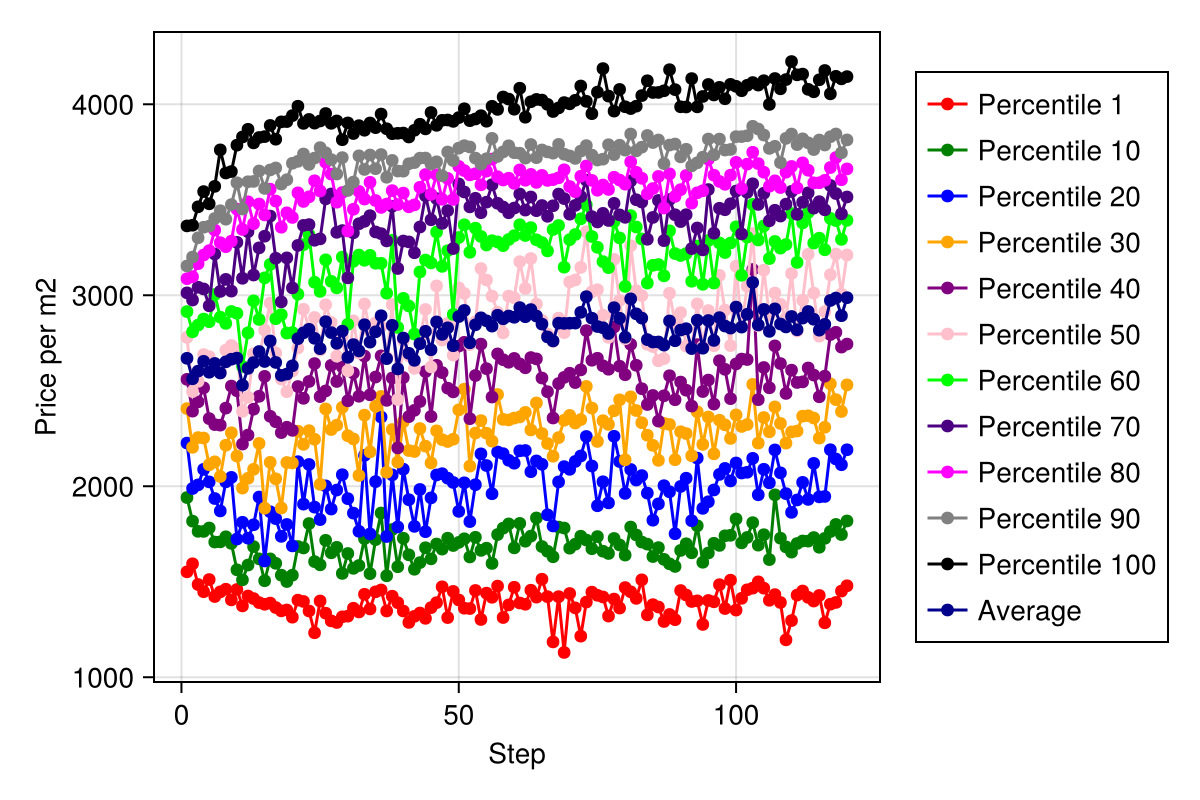 Price per m2
4000
3000
2000
1000
0
50
100
Step
Percentile 1
Percentile 10
Percentile 20
Percentile 30
Percentile 40
Percentile 50
Percentile 60
Percentile 70
Percentile 80
Percentile 90
Percentile 100
Average